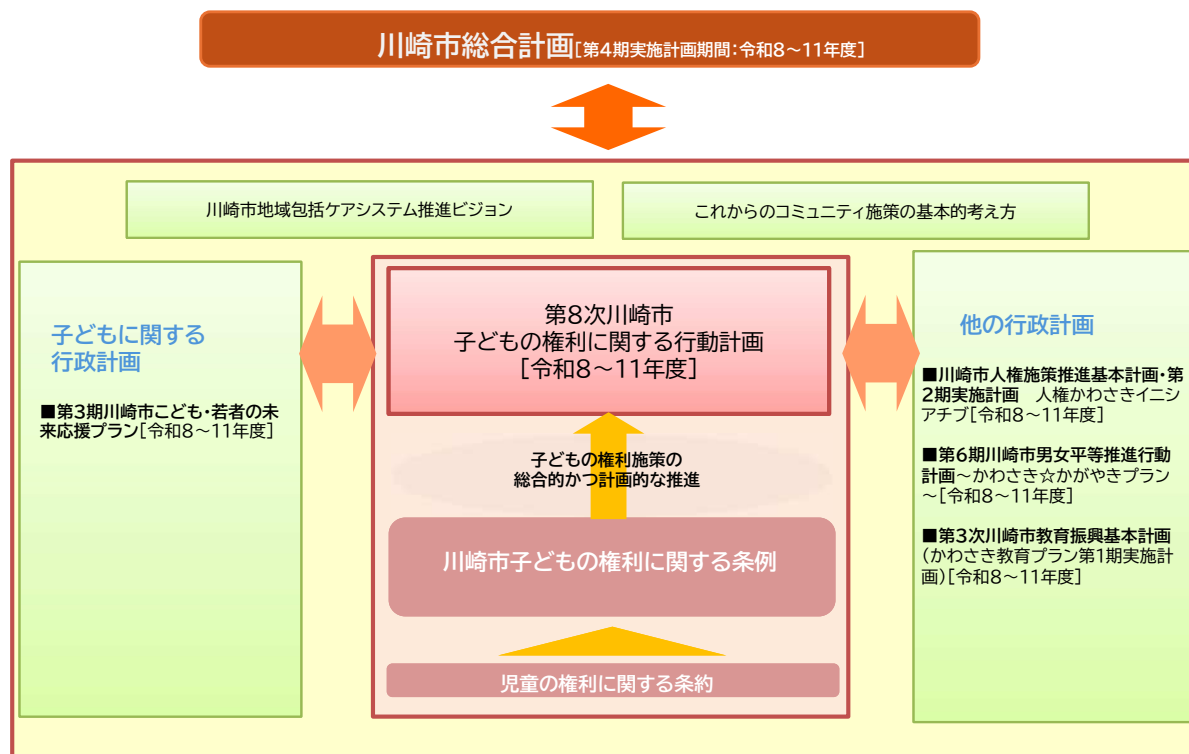 川崎市総合計画[第4期実施計画期間:令和8～11年度]
川崎市地域包括ケアシステム推進ビジョン
これからのコミュニティ施策の基本的考え方
子どもに関する
行政計画
■第3期川崎市こども・若者の未
来応援プラン[令和8～11年度]
第8次川崎市
子どもの権利に関する行動計画
[令和8～11年度]
子どもの権利施策の
総合的かつ計画的な推進
川崎市子どもの権利に関する条例
児童の権利に関する条約
他の行政計画
■川崎市人権施策推進基本計画・第
2期実施計画　人権かわさきイニシ
アチブ[令和8～11年度]
■第6期川崎市男女平等推進行動
計画～かわさき☆かがやきプラン
～[令和8～11年度]
■第3次川崎市教育振興基本計画
(かわさき教育プラン第1期実施計
画)[令和8～11年度]